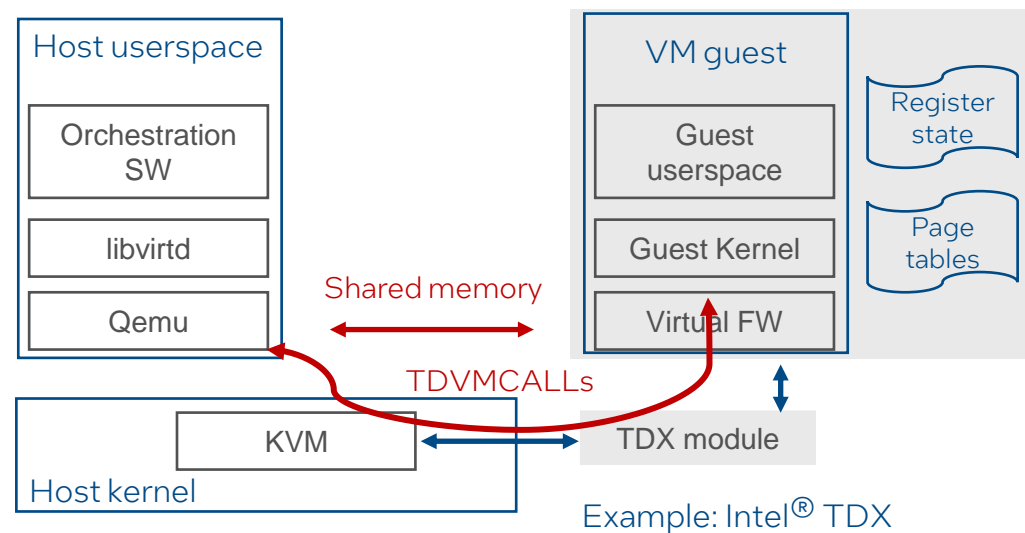 Host userspace
Orchestration
SW
libvirtd
Qemu
Shared memory
TDVMCALLs
VM guest
Guest
userspace
Guest Kernel
Virtual FW
Register
state
Page
tables
KVM
Host kernel
TDX module
Example: Intel® TDX